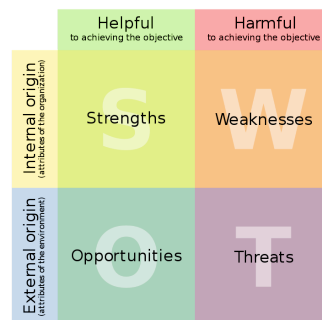 Helpful
to achieving the objective
Harmful
to achieving the objective
Internal origin
(attributes of the organization)
S
Strengths
W
Weaknesses
External origin
(attributes of the environment)
O
Opportunities
T
Threats